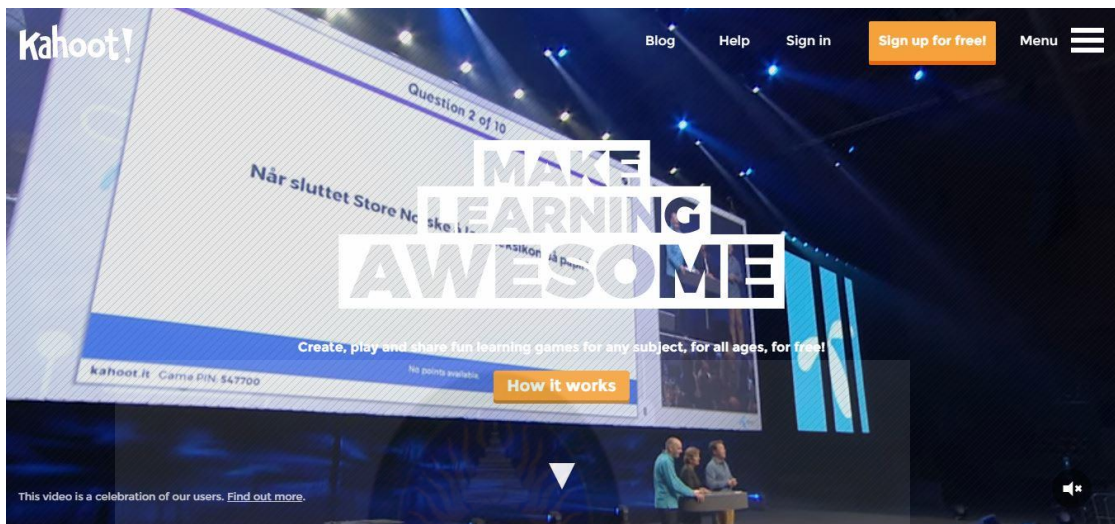 Kahoot!
Blog Help Sign in Sign up for free! Menu
Question 2 of 10
Når sluttet Store Norske
på papir
MAKE
LEARNING
AWESOME
Create, play and share fun learning games for any subject, for all ages, for free!
kahoot.it Game PIN: 547700
No points available.
How it works
This video is a celebration of our users. Find out more.